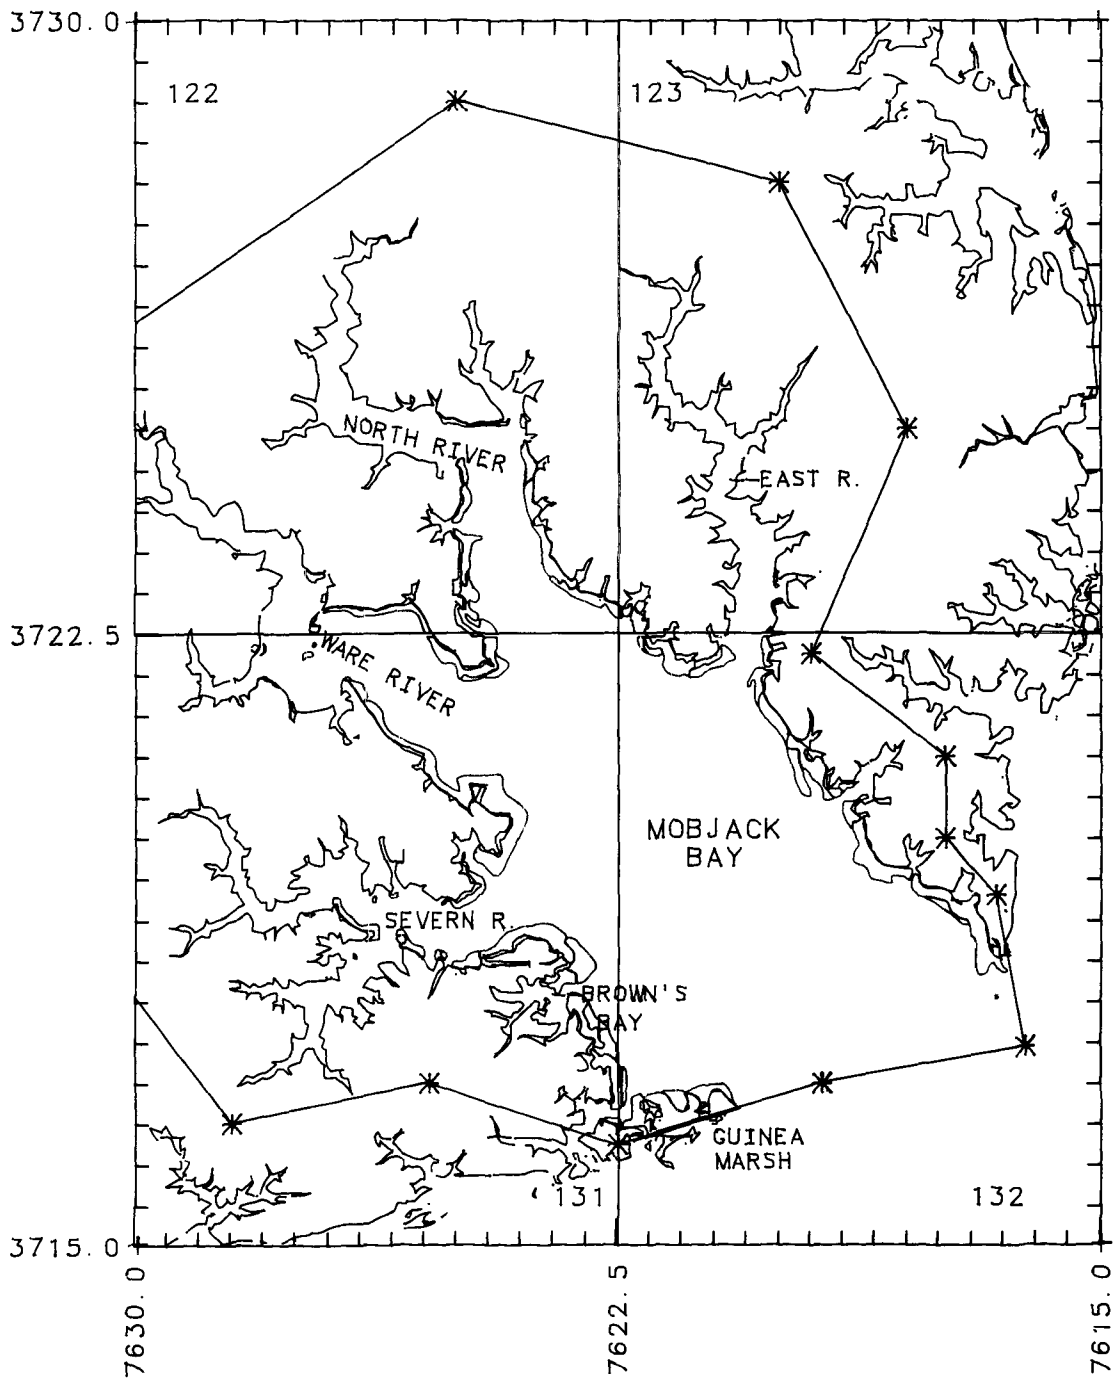 3730.0
122
123
NORTH RIVER
EAST R.
3722.5
WARE RIVER
MOBJACK
BAY
SEVERN R.
BROWN'S
BAY
GUINEA
MARSH
131
132
3715.0
7630.0
7622.5
7615.0